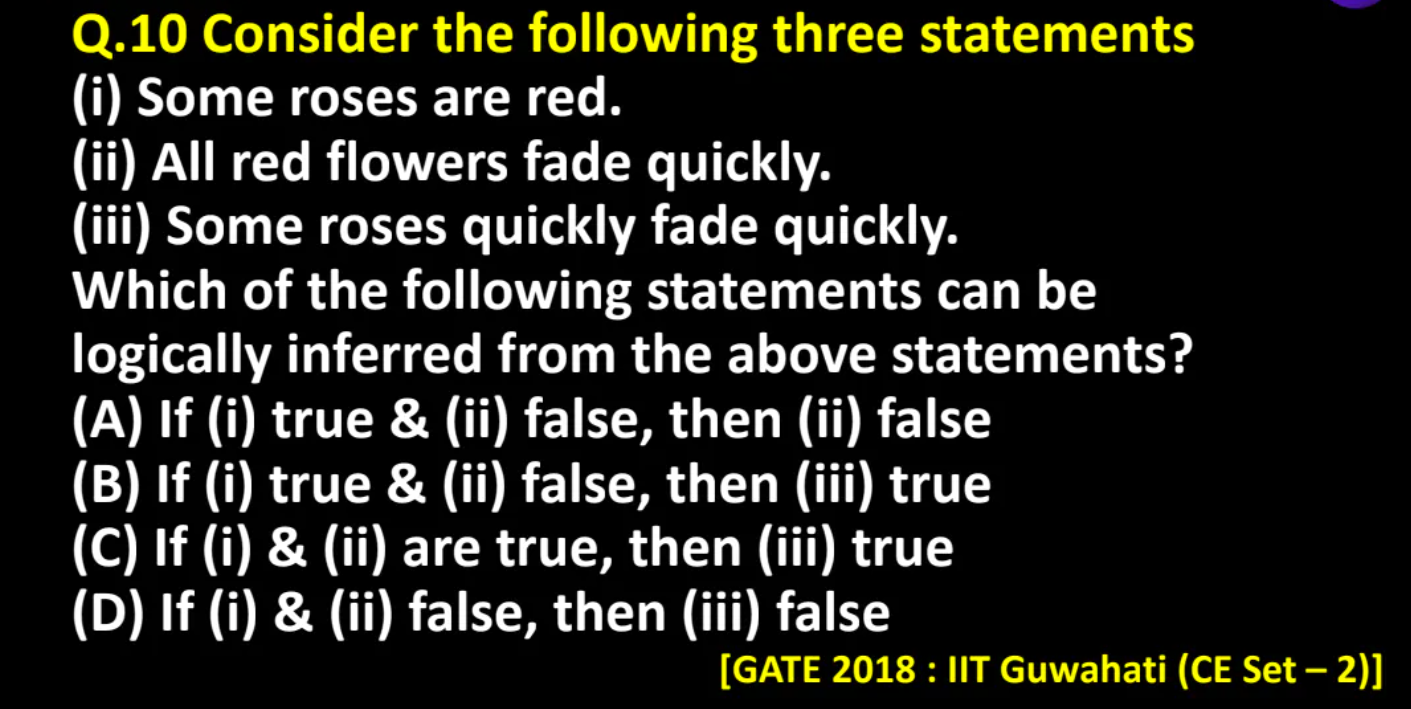 Q.10 Consider the following three statements
(i) Some roses are red.
(ii) All red flowers fade quickly.
(iii) Some roses quickly fade quickly.
Which of the following statements can be
logically inferred from the above statements?
(A) If (i) true & (ii) false, then (ii) false
(B) If (i) true & (ii) false, then (iii) true
(C) If (i) & (ii) are true, then (iii) true
(D) If (i) & (ii) false, then (iii) false
[GATE 2018 : IIT Guwahati (CE Set – 2)]